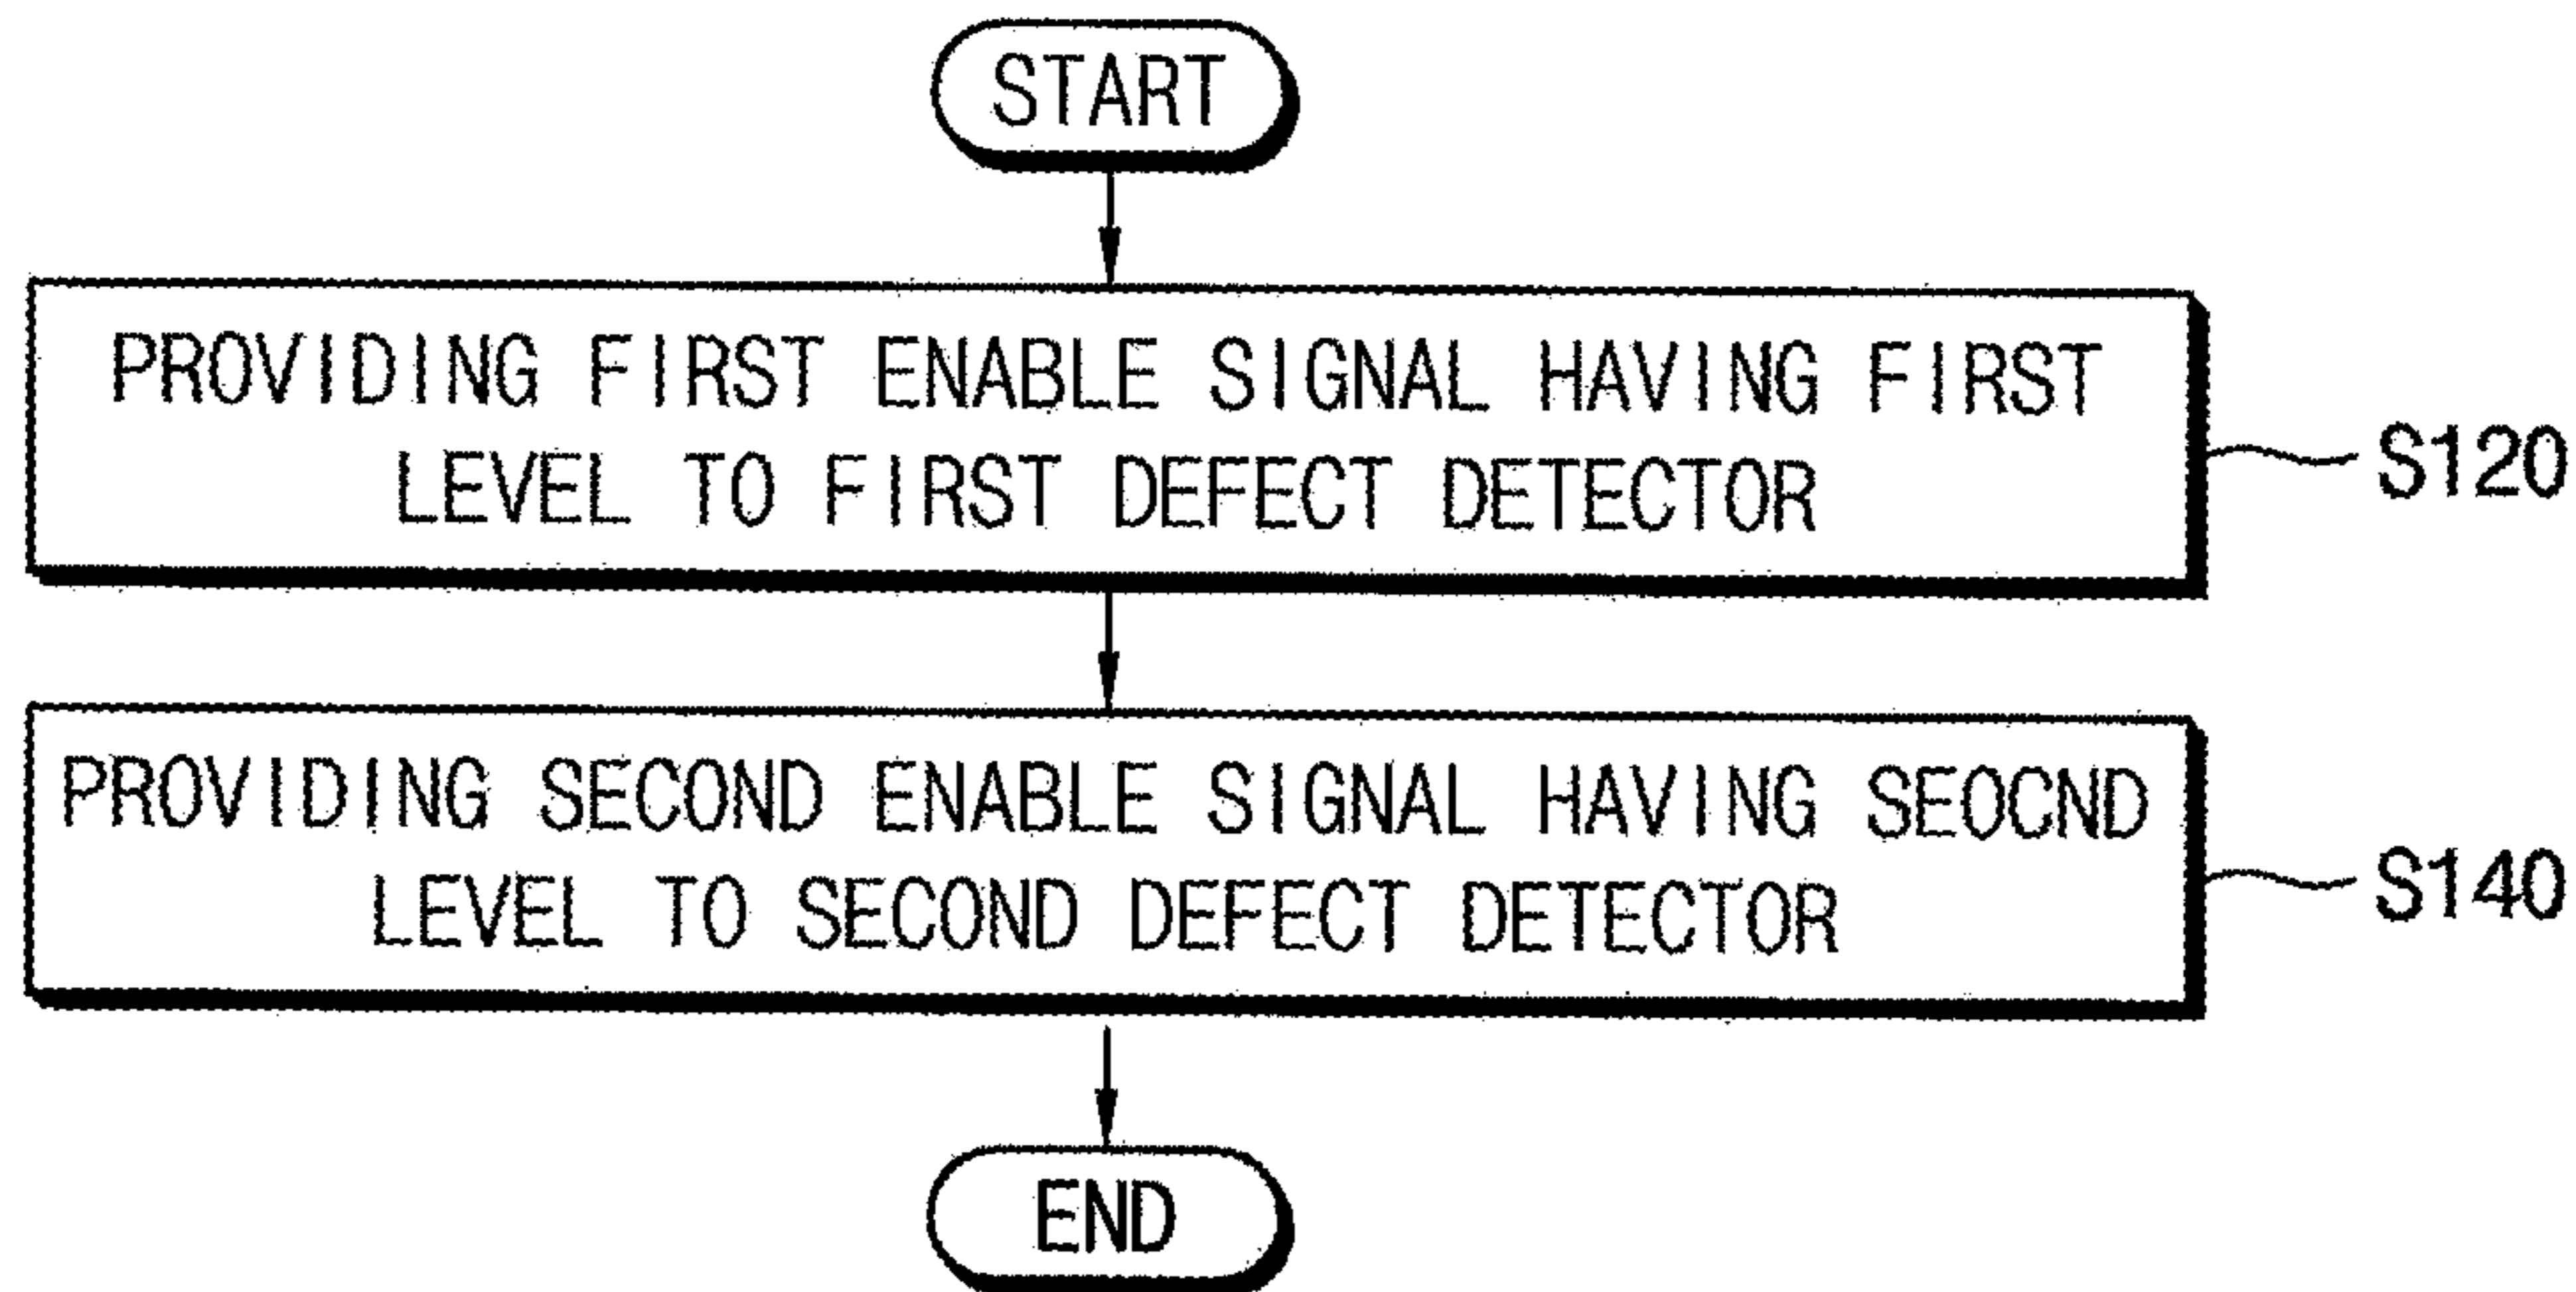 START
PROVIDING FIRST ENABLE SIGNAL HAVING FIRST
LEVEL TO FIRST DEFECT DETECTOR
S120
PROVIDING SECOND ENABLE SIGNAL HAVING SEOCND
LEVEL TO SECOND DEFECT DETECTOR
S140
END